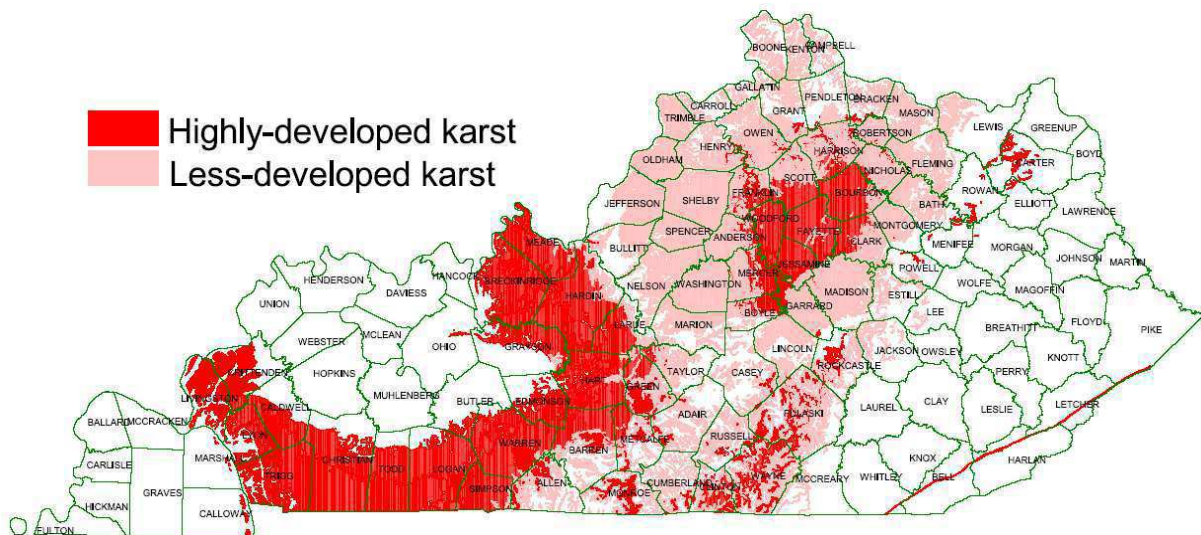 Highly-developed karst
Less-developed karst
BOONE
KENTON
CAMPBELL
GALLATIN
CARROLL
TRIMBLE
GRANT
PENDLETON
BRACKEN
MASON
LEWIS
GREENUP
OWEN
ROBERTSON
HENRY
HARRISON
OLDHAM
FLEMING
NICHOLAS
CARTER
BOYD
SCOTT
FRANKLIN
BOURBON
ROWAN
ELLIOTT
JEFFERSON
SHELBY
BATH
LAWRENCE
WOODFORD
FAYETTE
MONTGOMERY
SPENCER
ANDERSON
CLARK
MENIFEE
MORGAN
BULLITT
MEADE
JOHNSON
MARTIN
JESSAMINE
POWELL
MERCER
WOLFE
MAGOFFIN
HENDERSON
HANCOCK
BRECKINRIDGE
NELSON
WASHINGTON
MADISON
DAVIESS
HARDIN
ESTILL
UNION
GARRARD
BOYLE
LEE
FLOYD
PIKE
LARUE
MARION
BREATHITT
WEBSTER
MCLEAN
OHIO
GRAYSON
LINCOLN
JACKSON
OWSLEY
KNOTT
ROCKCASTLE
PERRY
CRITTENDEN
HOPKINS
TAYLOR
CASEY
HART
GREEN
CLAY
LESLIE
LETCHER
LAUREL
MUHLENBERG
BUTLER
EDMONSON
LIVINGSTON
CALDWELL
ADAIR
PULASKI
BALLARD
MCCRACKEN
LYON
WARREN
METCALFE
RUSSELL
BARREN
KNOX
HARLAN
MARSHA
CHRISTIAN
CARLISLE
TODD
LOGAN
TRIGG
SIMPSON
ALLEN
MONROE
CUMBERLAND
CLINTON
WAYNE
MCCREARY
WHITLEY
BELL
GRAVES
HICKMAN
CALLOWAY
FULTON